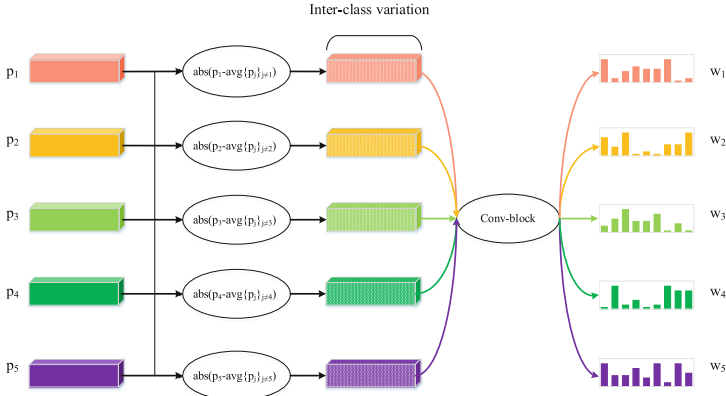 Inter-class variation
p₁ abs(p₁-avg{pⱼ}ⱼ≠₁) w₁
p₂ abs(p₂-avg{pⱼ}ⱼ≠₂) w₂
p₃ abs(p₃-avg{pⱼ}ⱼ≠₃) Conv-block w₃
p₄ abs(p₄-avg{pⱼ}ⱼ≠₄) w₄
p₅ abs(p₅-avg{pⱼ}ⱼ≠₅) w₅